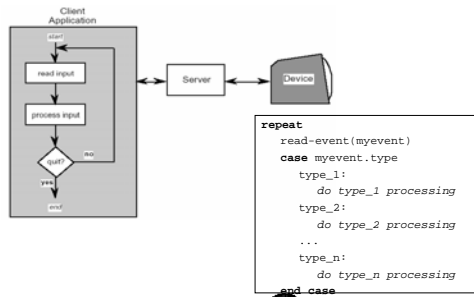 Client
Application
start
read input
process input
quit?
no
yes
end
Server
Device
repeat
read-event(myevent)
case myevent.type
type_1:
do type_1 processing
type_2:
do type_2 processing
...
type_n:
do type_n processing
end case